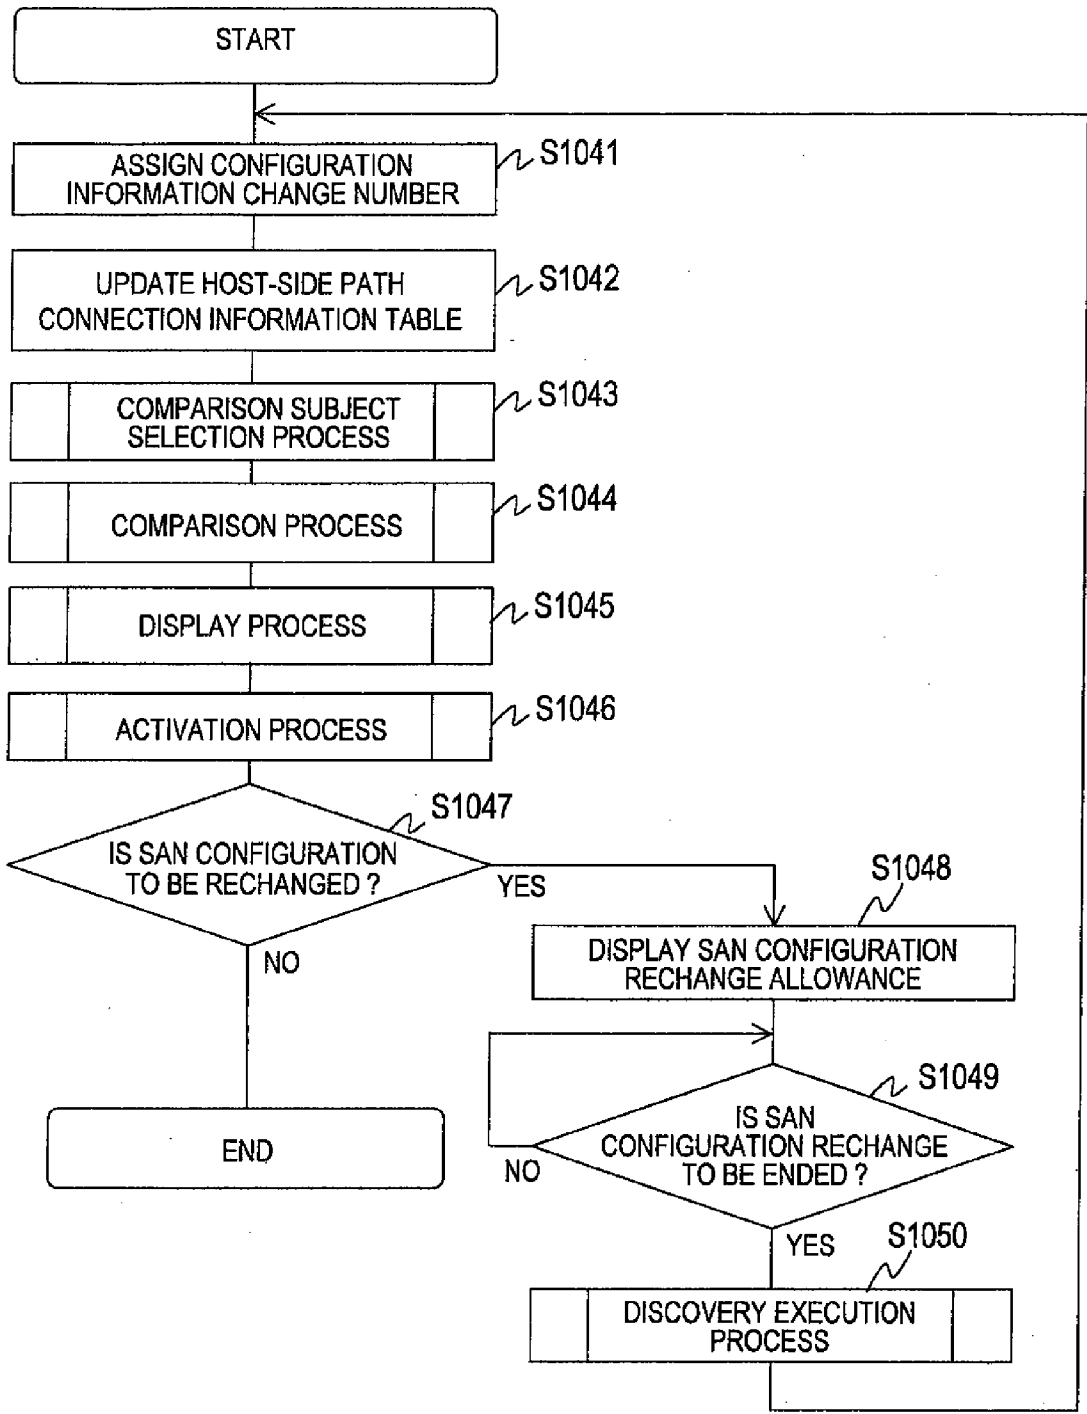 START
ASSIGN CONFIGURATION
INFORMATION CHANGE NUMBER
S1041
UPDATE HOST-SIDE PATH
CONNECTION INFORMATION TABLE
S1042
COMPARISON SUBJECT
SELECTION PROCESS
S1043
COMPARISON PROCESS
S1044
DISPLAY PROCESS
S1045
ACTIVATION PROCESS
S1046
IS SAN CONFIGURATION
TO BE RECHANGED ?
S1047
YES
NO
END
DISPLAY SAN CONFIGURATION
RECHANGE ALLOWANCE
S1048
IS SAN
CONFIGURATION RECHANGE
TO BE ENDED ?
S1049
NO
YES
DISCOVERY EXECUTION
PROCESS
S1050